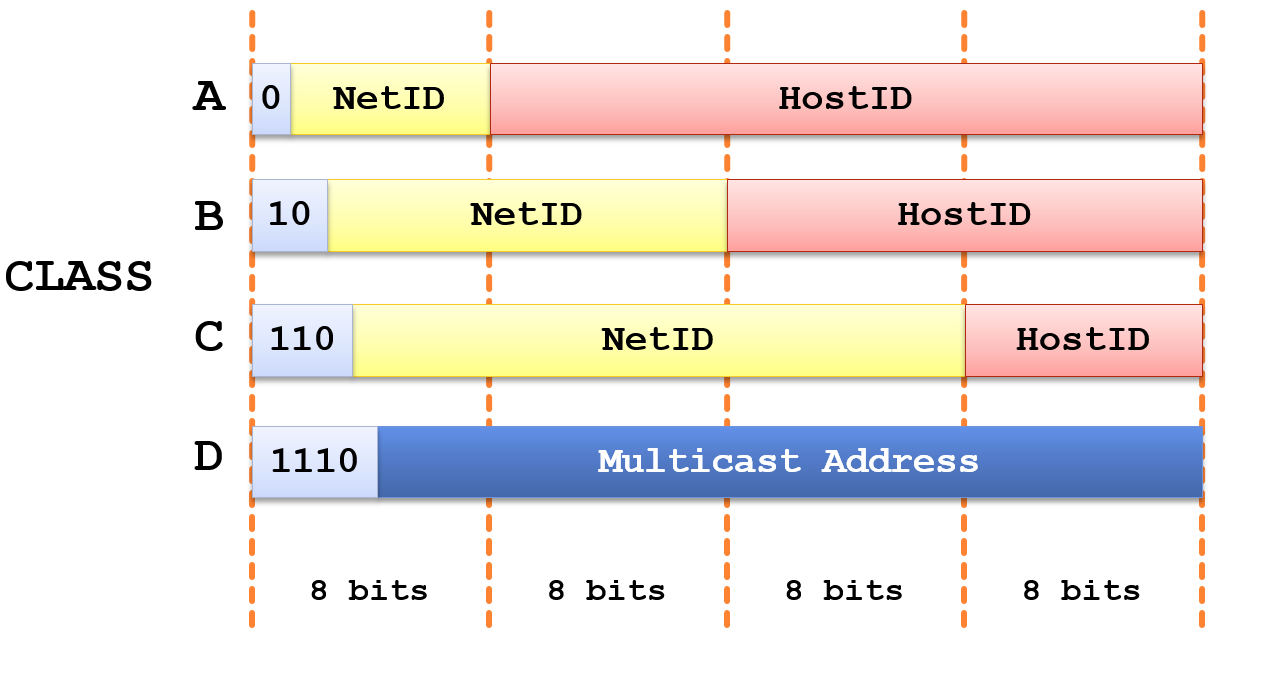 A 0 NetID HostID
B 10 NetID HostID
CLASS
C 110 NetID HostID
D 1110 Multicast Address
8 bits 8 bits 8 bits 8 bits